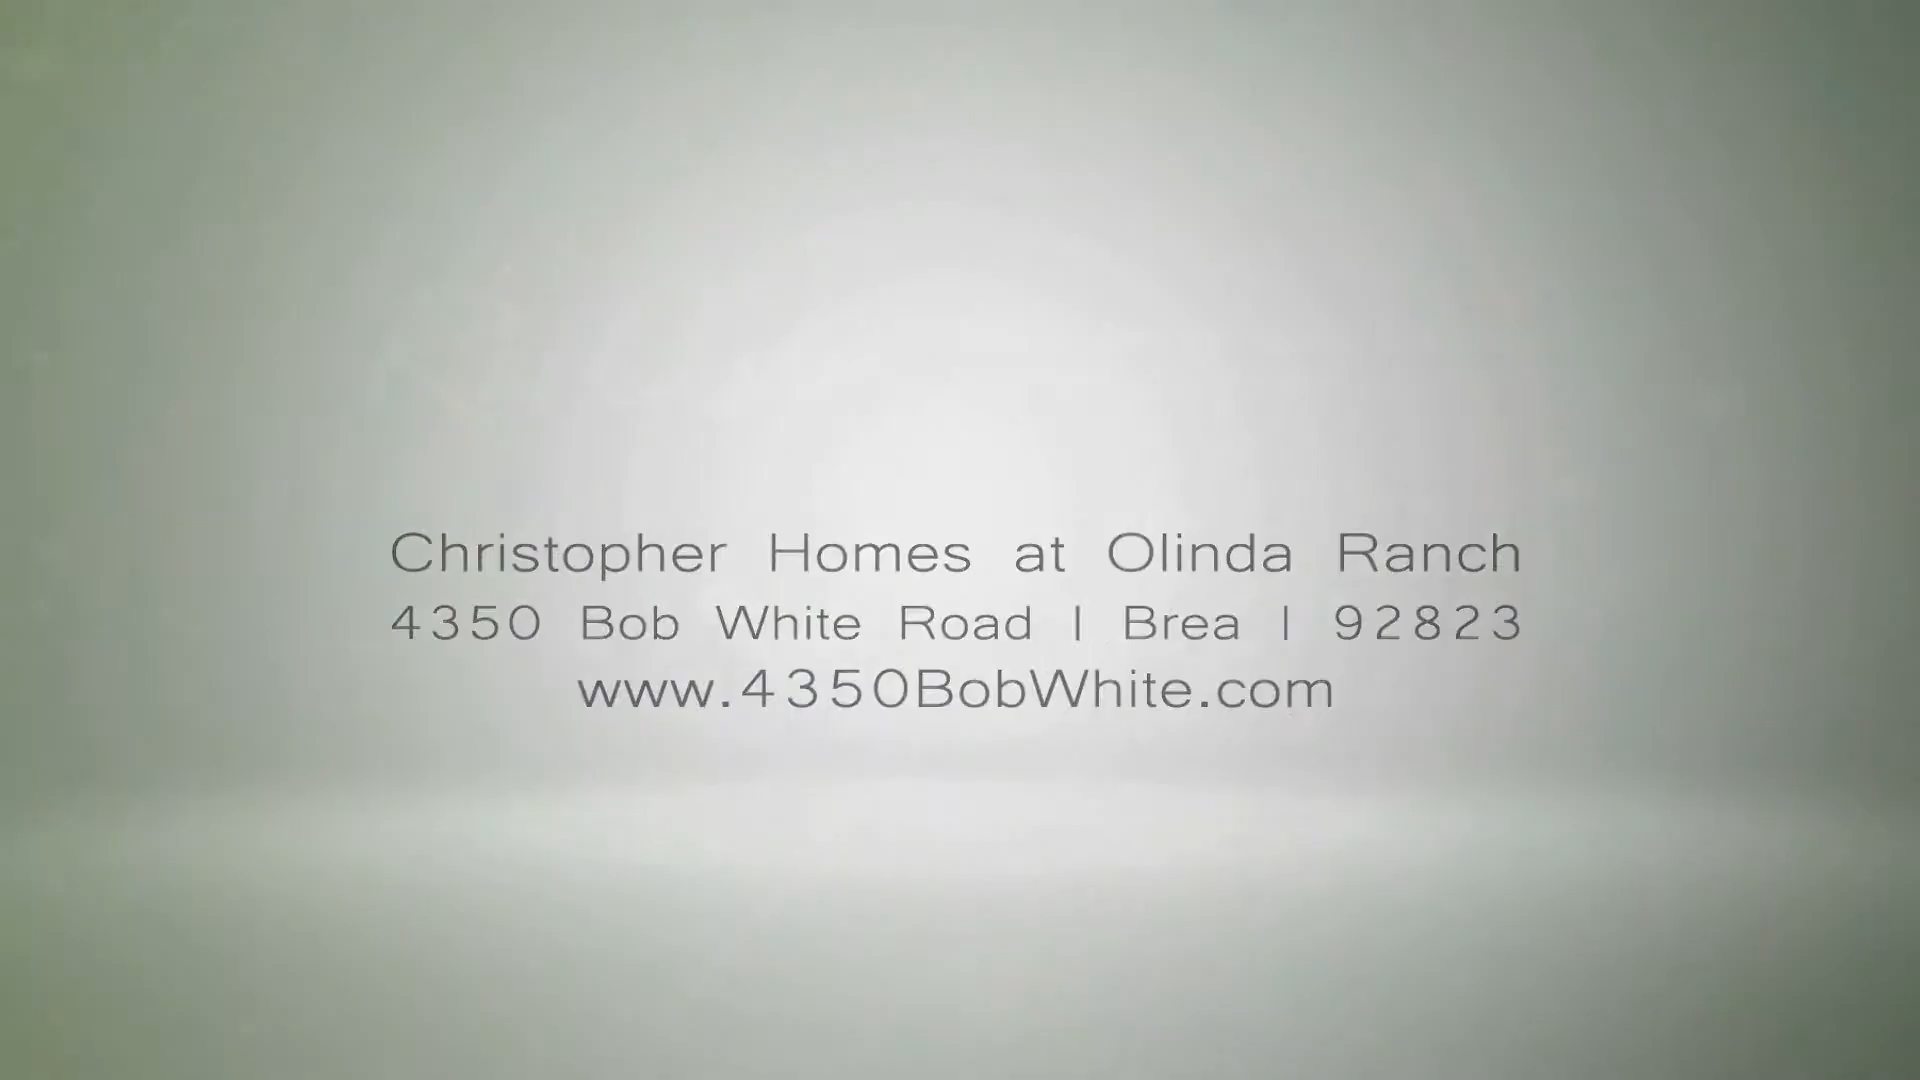 Christopher Homes at Olinda Ranch
4350 Bob White Road | Brea | 92823
www.4350BobWhite.com